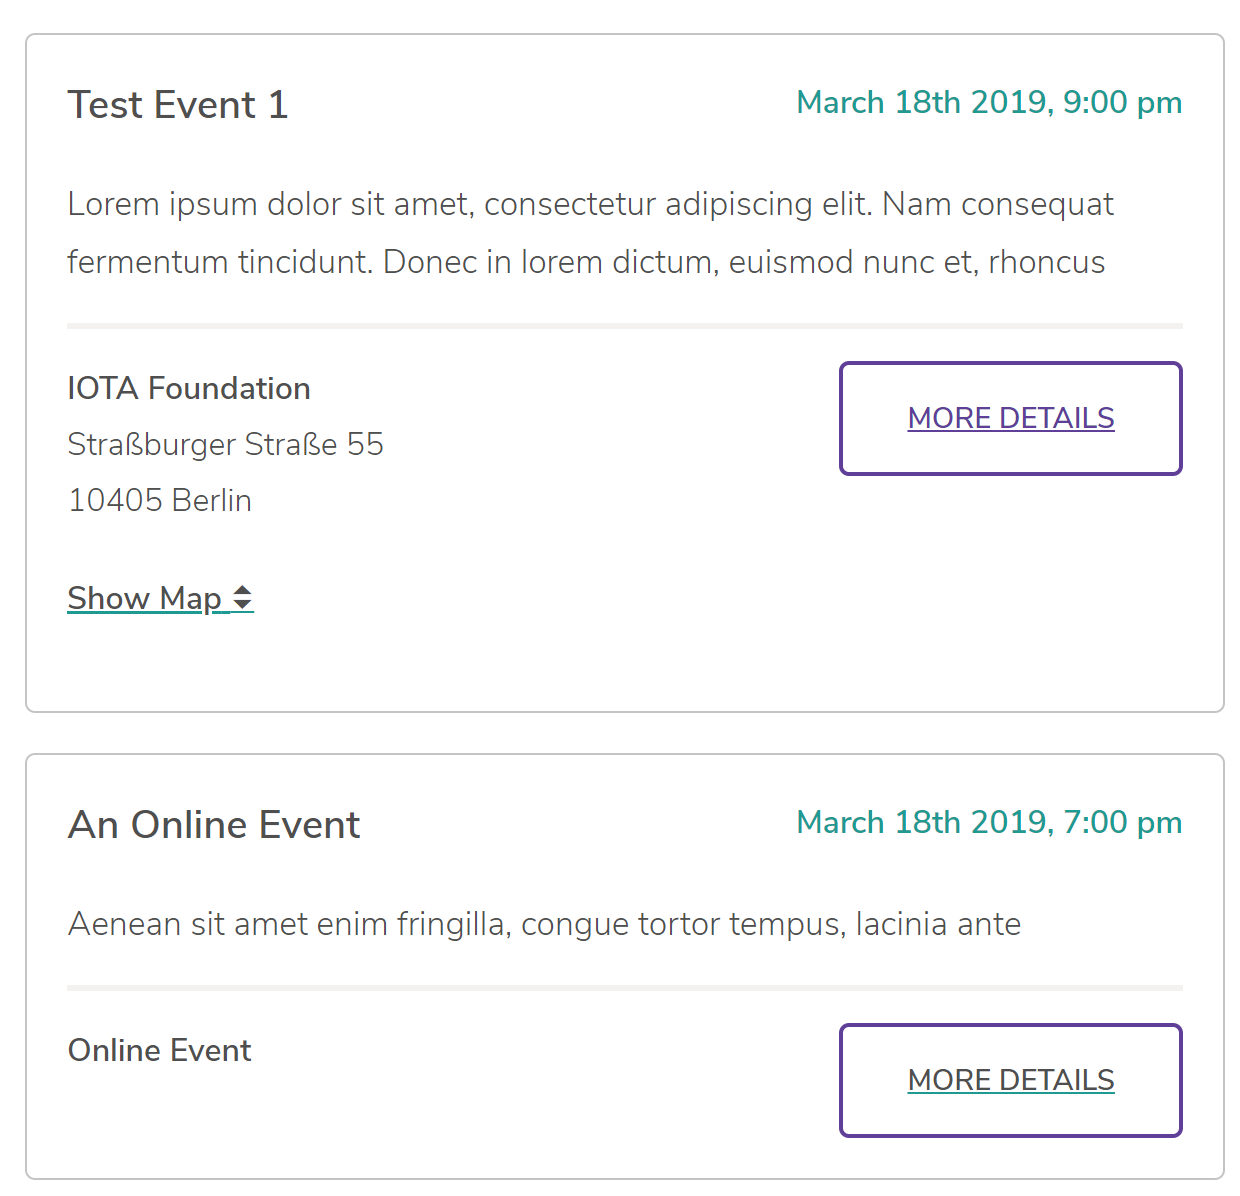 Test Event 1
March 18th 2019, 9:00 pm
Lorem ipsum dolor sit amet, consectetur adipiscing elit. Nam consequat
fermentum tincidunt. Donec in lorem dictum, euismod nunc et, rhoncus
IOTA Foundation
Straßburger Straße 55
10405 Berlin
MORE DETAILS
Show Map
An Online Event
March 18th 2019, 7:00 pm
Aenean sit amet enim fringilla, congue tortor tempus, lacinia ante
Online Event
MORE DETAILS